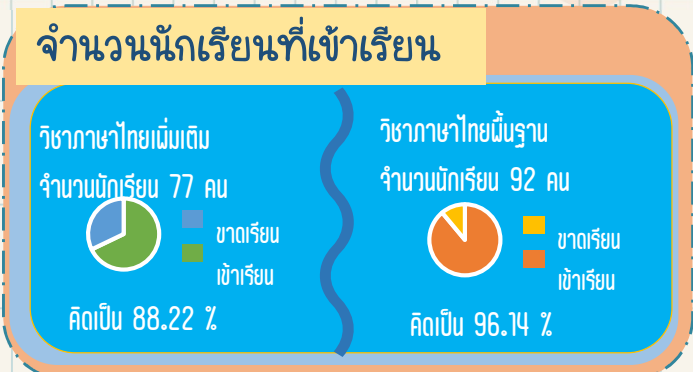 จำนวนนักเรียนที่เข้าเรียน
วิชาภาษาไทยเพิ่มเติม
จำนวนนักเรียน 77 คน
ขาดเรียน
เข้าเรียน
คิดเป็น 88.22 %
วิชาภาษาไทยพื้นฐาน
จำนวนนักเรียน 92 คน
ขาดเรียน
เข้าเรียน
คิดเป็น 96.14 %